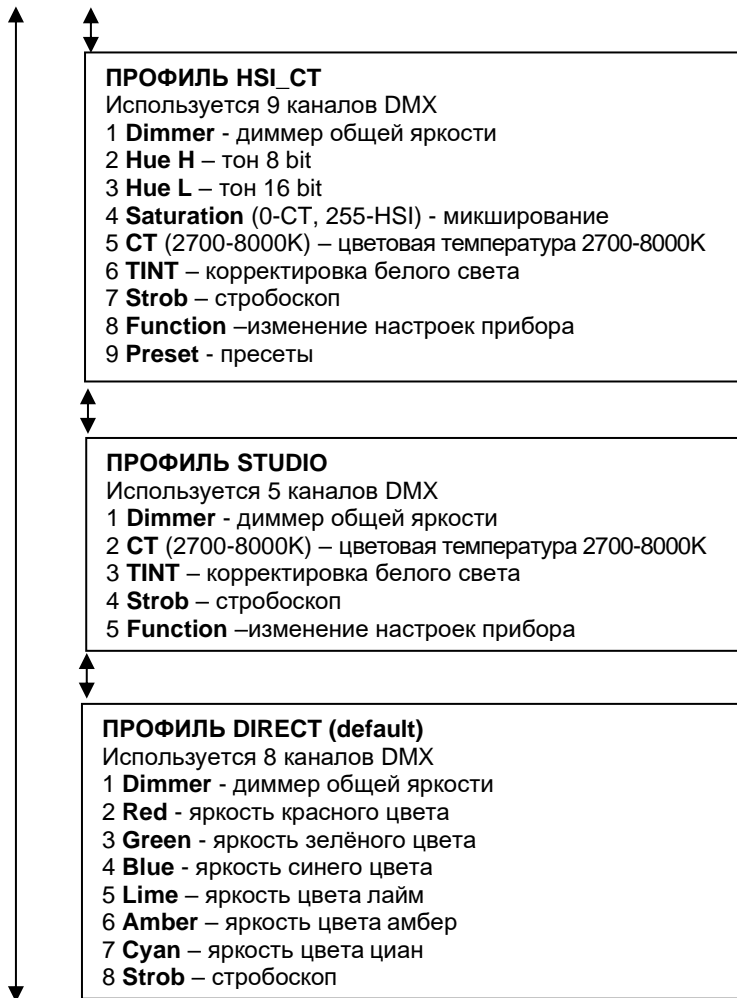 ПРОФИЛЬ HSI_CT
Используется 9 каналов DMX
1 Dimmer - диммер общей яркости
2 Hue H – тон 8 bit
3 Hue L – тон 16 bit
4 Saturation (0-CT, 255-HSI) - микширование
5 CT (2700-8000K) – цветовая температура 2700-8000K
6 TINT – корректировка белого света
7 Strob – стробоскоп
8 Function –изменение настроек прибора
9 Preset - пресеты
ПРОФИЛЬ STUDIO
Используется 5 каналов DMX
1 Dimmer - диммер общей яркости
2 CT (2700-8000K) – цветовая температура 2700-8000K
3 TINT – корректировка белого света
4 Strob – стробоскоп
5 Function –изменение настроек прибора
ПРОФИЛЬ DIRECT (default)
Используется 8 каналов DMX
1 Dimmer - диммер общей яркости
2 Red - яркость красного цвета
3 Green - яркость зелёного цвета
4 Blue - яркость синего цвета
5 Lime – яркость цвета лайм
6 Amber – яркость цвета амбер
7 Cyan – яркость цвета циан
8 Strob – стробоскоп